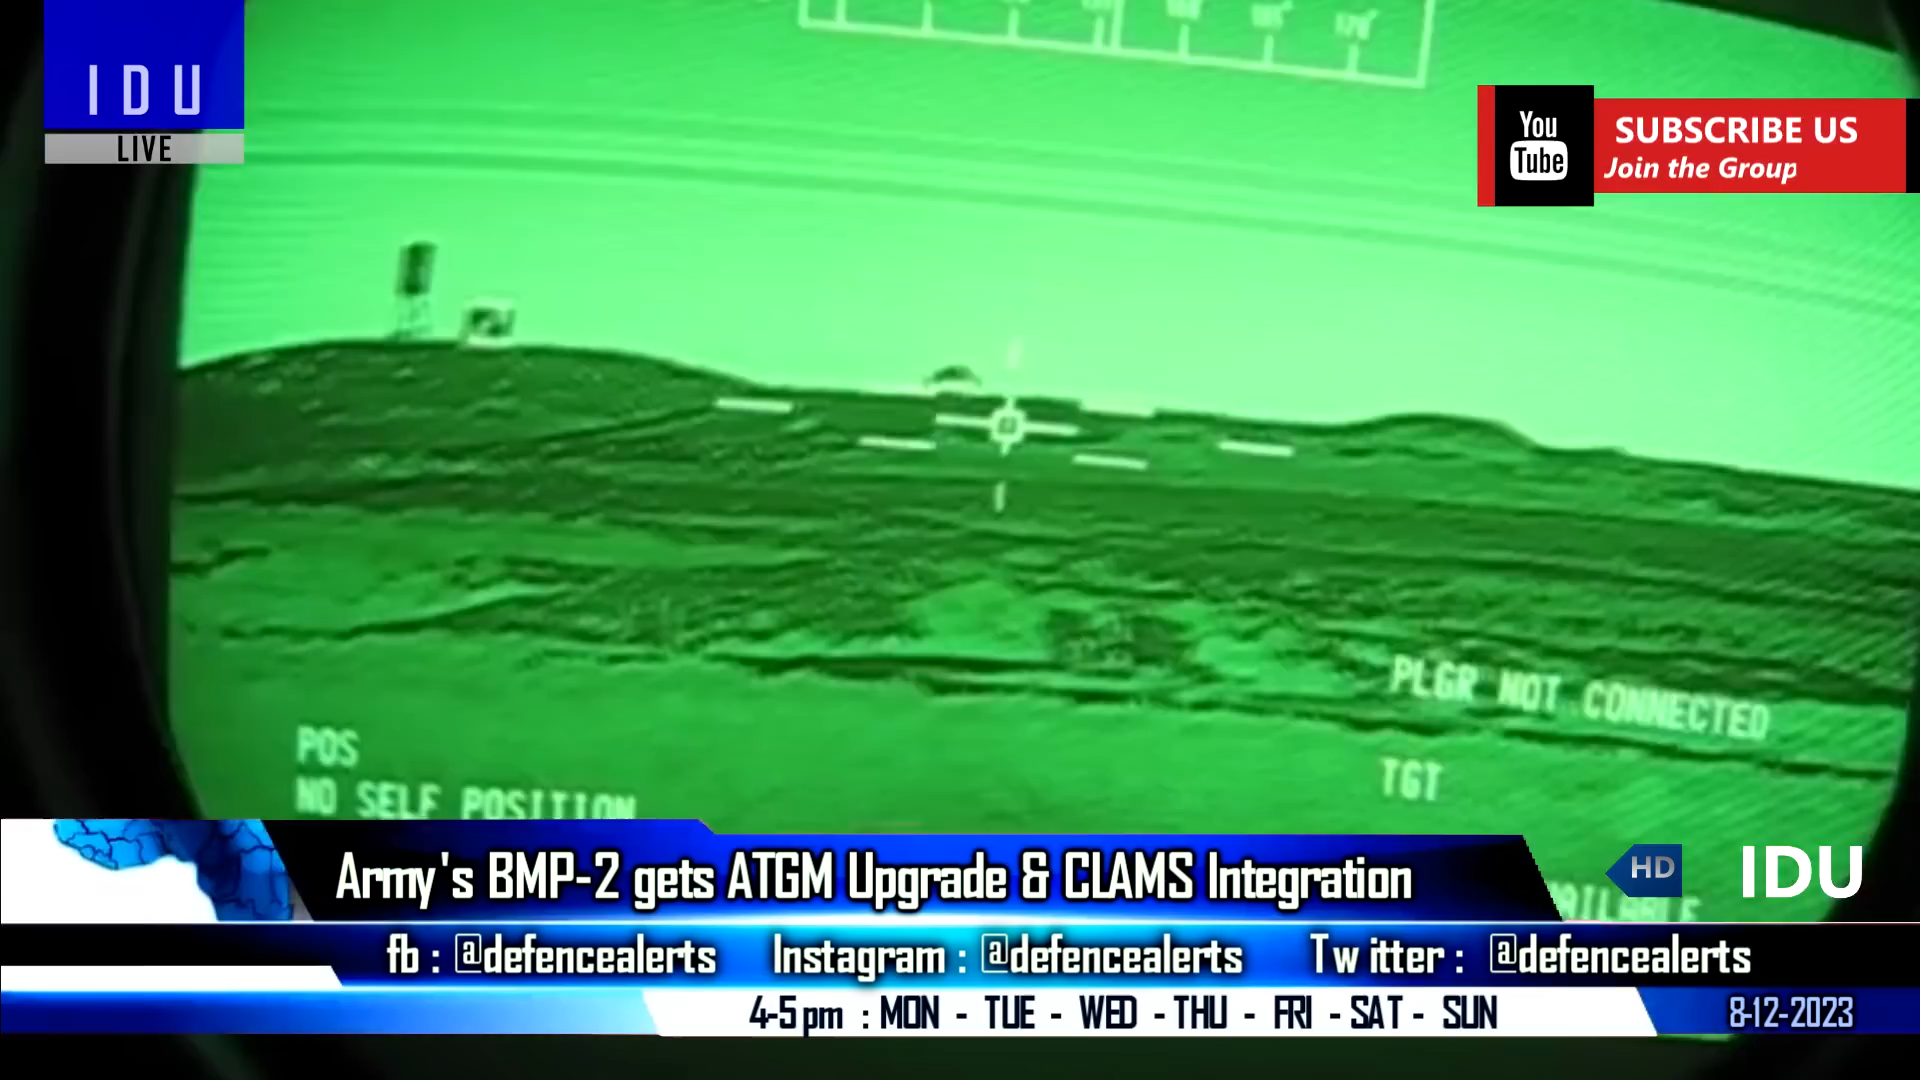 IDU
LIVE
You
Tube
SUBSCRIBE US
Join the Group
PLGR NOT CONNECTED
POS
TGT
NO SELF POSITION
Army's BMP-2 gets ATGM Upgrade & CLAMS Integration
HD
IDU
fb : @defencealerts Instagram : @defencealerts Twitter : @defencealerts
4-5pm : MON - TUE - WED - THU - FRI - SAT - SUN
8-12-2023